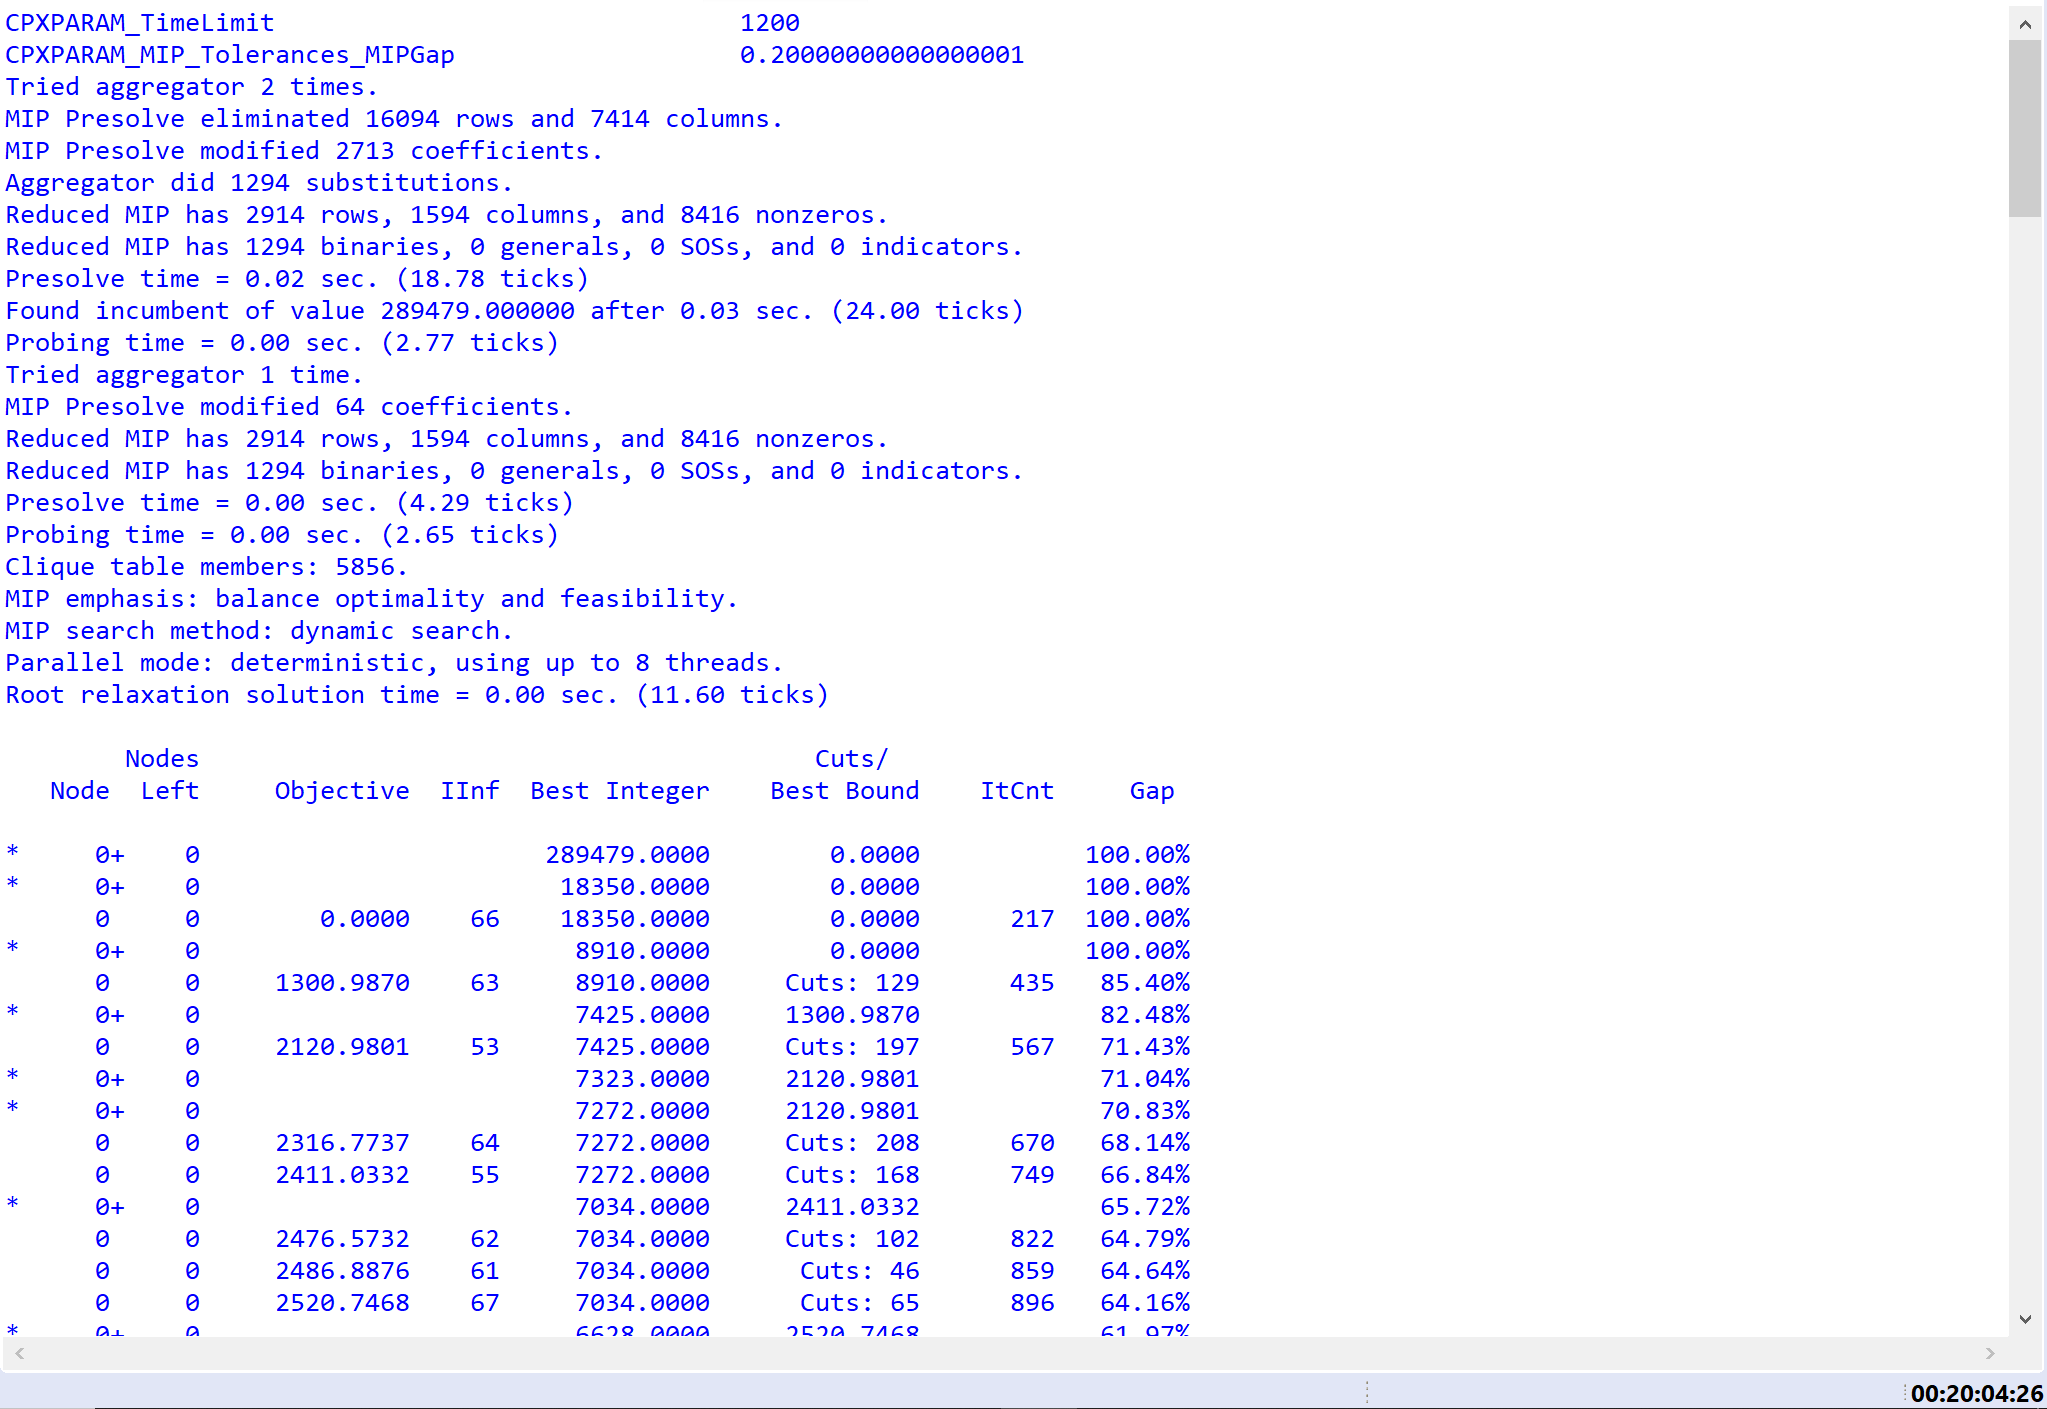 CPXPARAM_TimeLimit                               1200
CPXPARAM_MIP_Tolerances_MIPGap                   0.20000000000000001
Tried aggregator 2 times.
MIP Presolve eliminated 16094 rows and 7414 columns.
MIP Presolve modified 2713 coefficients.
Aggregator did 1294 substitutions.
Reduced MIP has 2914 rows, 1594 columns, and 8416 nonzeros.
Reduced MIP has 1294 binaries, 0 generals, 0 SOSs, and 0 indicators.
Presolve time = 0.02 sec. (18.78 ticks)
Found incumbent of value 289479.000000 after 0.03 sec. (24.00 ticks)
Probing time = 0.00 sec. (2.77 ticks)
Tried aggregator 1 time.
MIP Presolve modified 64 coefficients.
Reduced MIP has 2914 rows, 1594 columns, and 8416 nonzeros.
Reduced MIP has 1294 binaries, 0 generals, 0 SOSs, and 0 indicators.
Presolve time = 0.00 sec. (4.29 ticks)
Probing time = 0.00 sec. (2.65 ticks)
Clique table members: 5856.
MIP emphasis: balance optimality and feasibility.
MIP search method: dynamic search.
Parallel mode: deterministic, using up to 8 threads.
Root relaxation solution time = 0.00 sec. (11.60 ticks)
        Nodes                                         Cuts/
   Node  Left     Objective  IInf  Best Integer    Best Bound    ItCnt     Gap
*     0+    0                       289479.0000        0.0000           100.00%
*     0+    0                        18350.0000        0.0000           100.00%
      0     0        0.0000    66    18350.0000        0.0000      217  100.00%
*     0+    0                         8910.0000        0.0000           100.00%
      0     0     1300.9870    63     8910.0000     Cuts: 129      435   85.40%
*     0+    0                         7425.0000     1300.9870            82.48%
      0     0     2120.9801    53     7425.0000     Cuts: 197      567   71.43%
*     0+    0                         7323.0000     2120.9801            71.04%
*     0+    0                         7272.0000     2120.9801            70.83%
      0     0     2316.7737    64     7272.0000     Cuts: 208      670   68.14%
      0     0     2411.0332    55     7272.0000     Cuts: 168      749   66.84%
*     0+    0                         7034.0000     2411.0332            65.72%
      0     0     2476.5732    62     7034.0000     Cuts: 102      822   64.79%
      0     0     2486.8876    61     7034.0000      Cuts: 46      859   64.64%
      0     0     2520.7468    67     7034.0000      Cuts: 65      896   64.16%
*     0+    0                         6628.0000     2520.7468            61.97%
00:20:04:26